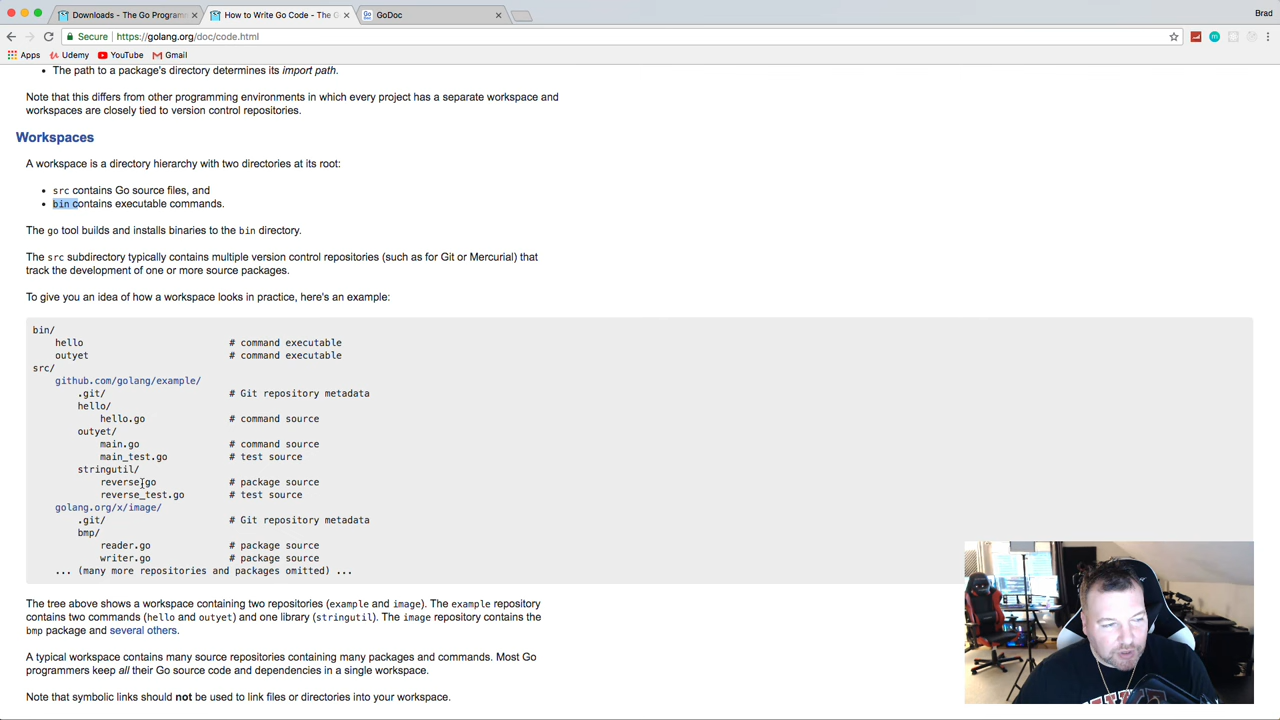 Downloads - The Go Program
How to Write Go Code - The G
GoDoc
Brad
Secure
https://golang.org/doc/code.html
Apps
Udemy
YouTube
Gmail
• The path to a package's directory determines its import path.
Note that this differs from other programming environments in which every project has a separate workspace and
workspaces are closely tied to version control repositories.
Workspaces
A workspace is a directory hierarchy with two directories at its root:
• src contains Go source files, and
• bin contains executable commands.
The go tool builds and installs binaries to the bin directory.
The src subdirectory typically contains multiple version control repositories (such as for Git or Mercurial) that
track the development of one or more source packages.
To give you an idea of how a workspace looks in practice, here's an example:
bin/
hello # command executable
outyet # command executable
src/
github.com/golang/example/
.git/ # Git repository metadata
hello/
hello.go # command source
outyet/
main.go # command source
main_test.go # test source
stringutil/
reverse.go # package source
reverse_test.go # test source
golang.org/x/image/
.git/ # Git repository metadata
bmp/
reader.go # package source
writer.go # package source
... (many more repositories and packages omitted) ...
The tree above shows a workspace containing two repositories (example and image). The example repository
contains two commands (hello and outyet) and one library (stringutil). The image repository contains the
bmp package and several others.
A typical workspace contains many source repositories containing many packages and commands. Most Go
programmers keep all their Go source code and dependencies in a single workspace.
Note that symbolic links should not be used to link files or directories into your workspace.